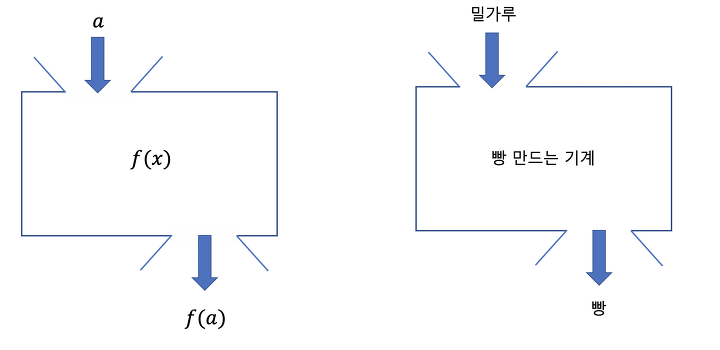 a
f(x)
f(a)
밀가루
빵 만드는 기계
빵